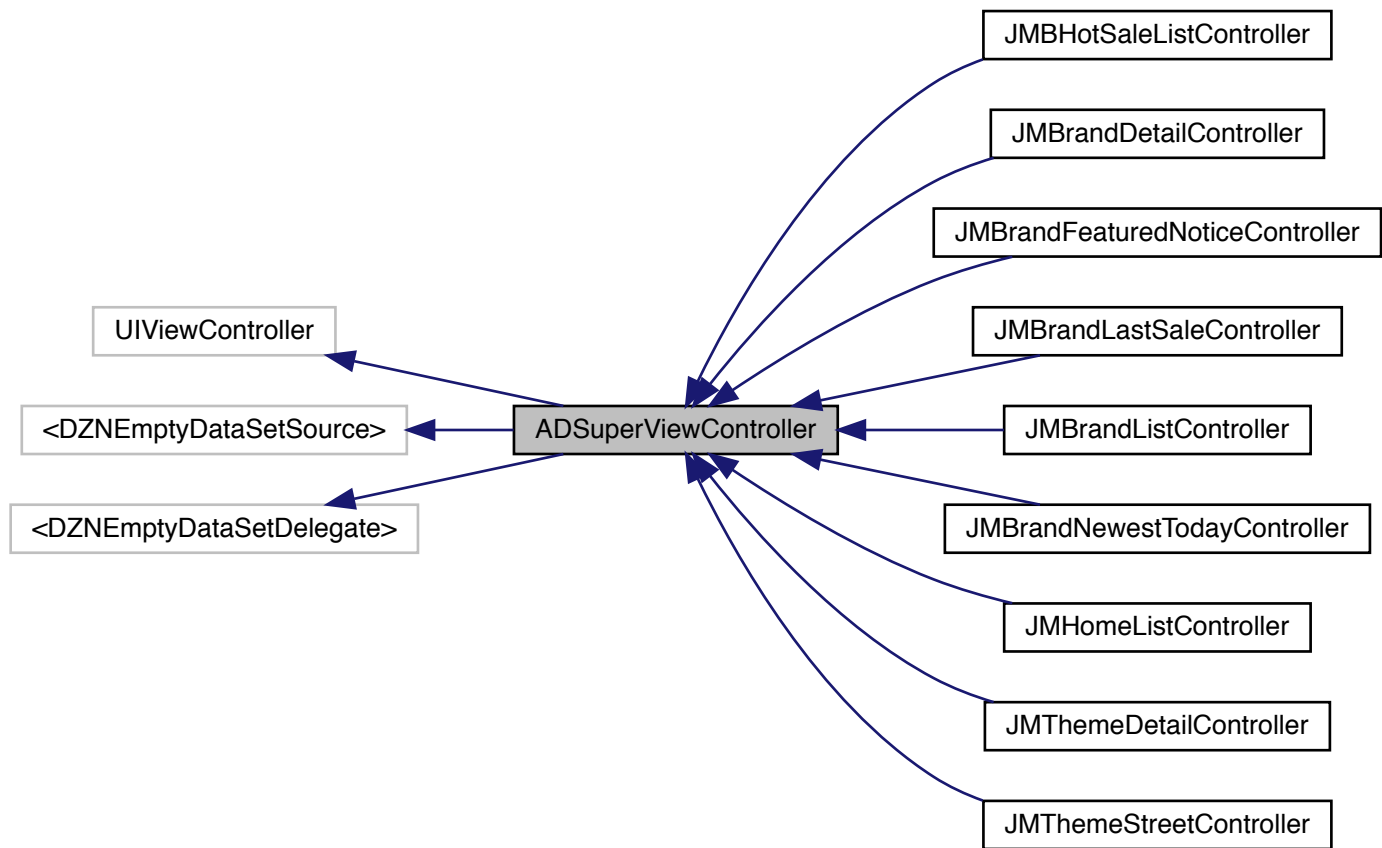 JMBHotSaleListController
JMBrandDetailController
JMBrandFeaturedNoticeController
UIViewController
JMBrandLastSaleController
<DZNEmptyDataSetSource>
ADSuperViewController
JMBrandListController
<DZNEmptyDataSetDelegate>
JMBrandNewestTodayController
JMHomeListController
JMThemeDetailController
JMThemeStreetController